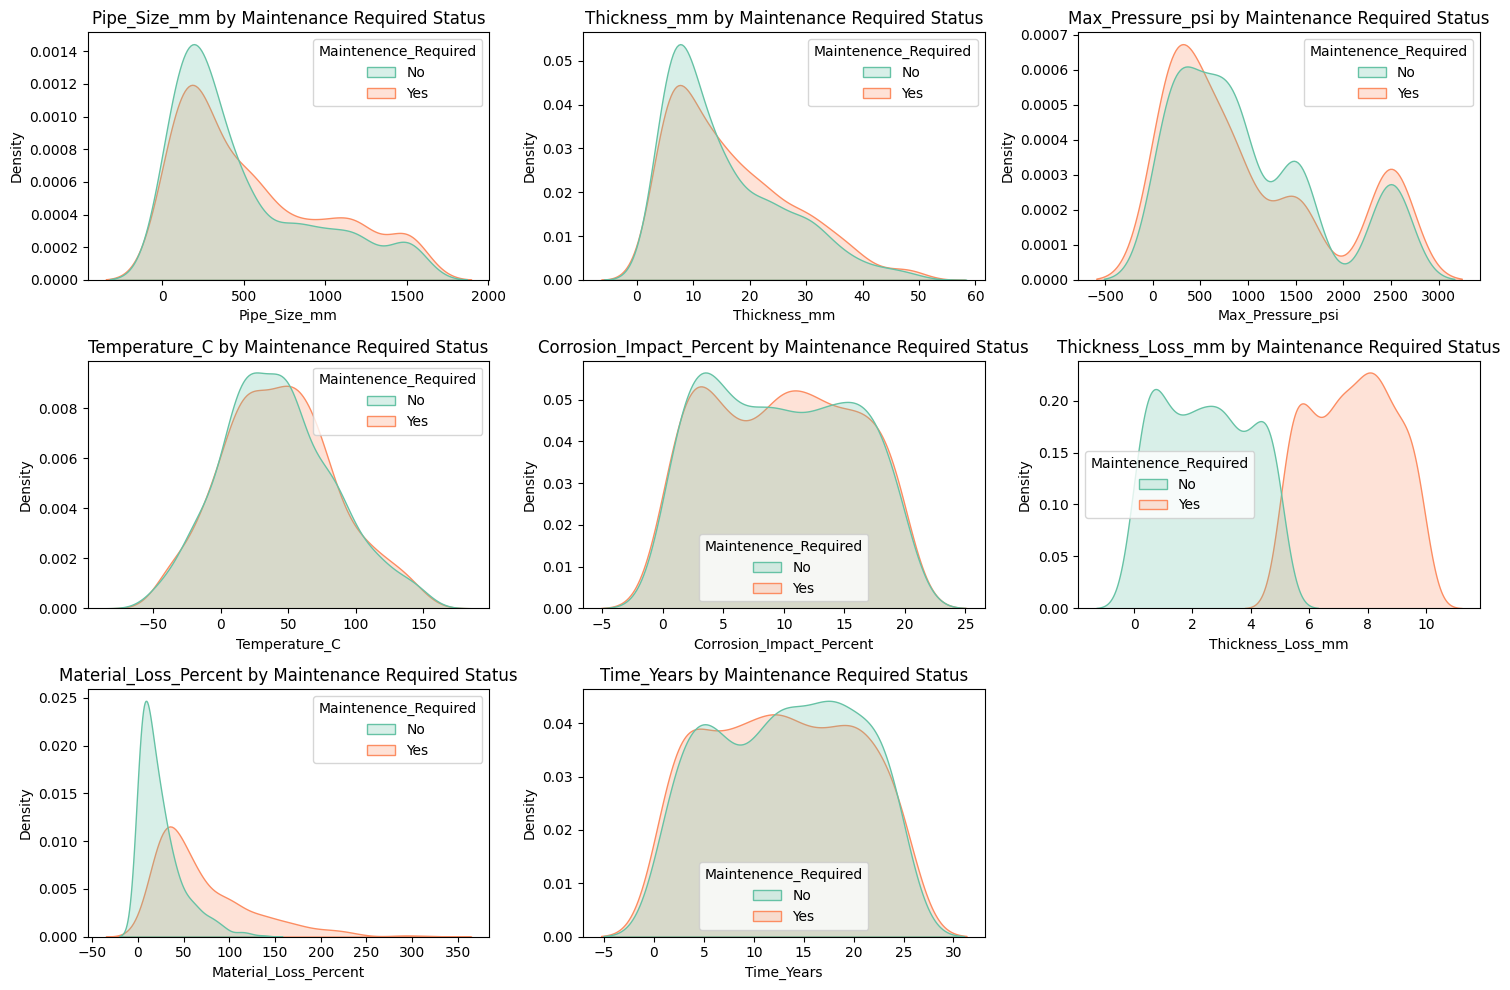 Pipe_Size_mm by Maintenance Required Status
0.0014
0.0012
0.0010
0.0008
0.0006
0.0004
0.0002
0.0000
Density
Maintenence_Required
No
Yes
0
500
1000
1500
2000
Pipe_Size_mm
Thickness_mm by Maintenance Required Status
0.05
0.04
0.03
0.02
0.01
0.00
Density
Maintenence_Required
No
Yes
0
10
20
30
40
50
60
Thickness_mm
Max_Pressure_psi by Maintenance Required Status
0.0007
0.0006
0.0005
0.0004
0.0003
0.0002
0.0001
0.0000
Density
Maintenence_Required
No
Yes
−500
0
500
1000
1500
2000
2500
3000
Max_Pressure_psi
Temperature_C by Maintenance Required Status
0.008
0.006
0.004
0.002
0.000
Density
Maintenence_Required
No
Yes
−50
0
50
100
150
Temperature_C
Corrosion_Impact_Percent by Maintenance Required Status
0.05
0.04
0.03
0.02
0.01
0.00
Density
Maintenence_Required
No
Yes
−5
0
5
10
15
20
25
Corrosion_Impact_Percent
Thickness_Loss_mm by Maintenance Required Status
0.20
0.15
0.10
0.05
0.00
Density
Maintenence_Required
No
Yes
0
2
4
6
8
10
Thickness_Loss_mm
Material_Loss_Percent by Maintenance Required Status
0.025
0.020
0.015
0.010
0.005
0.000
Density
Maintenence_Required
No
Yes
−50
0
50
100
150
200
250
300
350
Material_Loss_Percent
Time_Years by Maintenance Required Status
0.04
0.03
0.02
0.01
0.00
Density
Maintenence_Required
No
Yes
−5
0
5
10
15
20
25
30
Time_Years